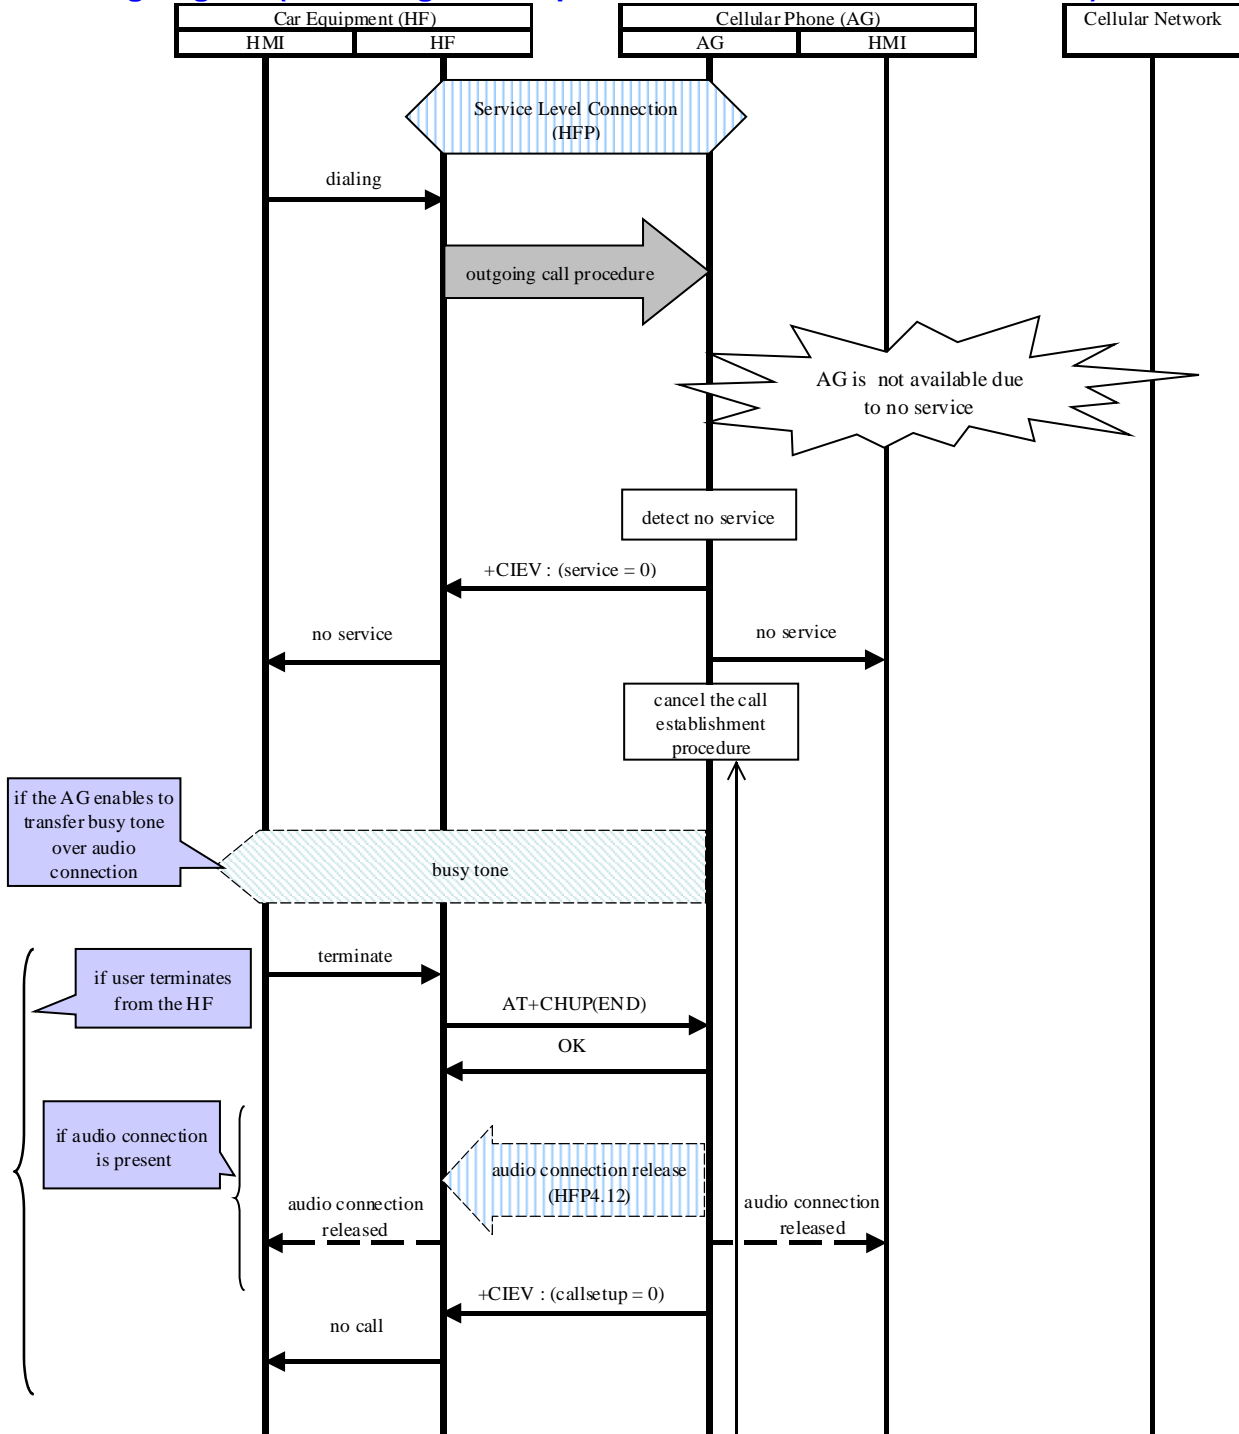 Car Equipment (HF)
Cellular Phone (AG)
Cellular Network
HMI
HF
AG
HMI
Service Level Connection
(HFP)
dialing
outgoing call procedure
AG is not available due
to no service
detect no service
+CIEV : (service = 0)
no service
no service
cancel the call
establishment
procedure
if the AG enables to
transfer busy tone
over audio
connection
busy tone
terminate
if user terminates
from the HF
AT+CHUP(END)
OK
if audio connection
is present
audio connection release
(HFP4.12)
audio connection
released
audio connection
released
+CIEV : (callsetup = 0)
no call